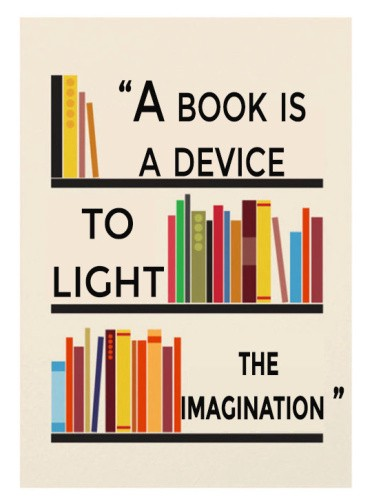 “A BOOK IS
A DEVICE
TO
LIGHT
THE
IMAGINATION”